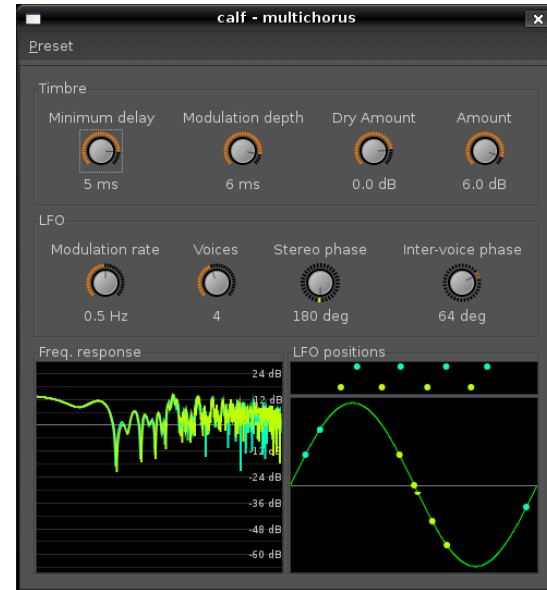 calf - multichorus
Preset
Timbre
Minimum delay Modulation depth Dry Amount Amount
5 ms 6 ms 0.0 dB 6.0 dB
LFO
Modulation rate Voices Stereo phase Inter-voice phase
0.5 Hz 4 180 deg 64 deg
Freq. response LFO positions
24 dB
12 dB
-12 dB
-24 dB
-36 dB
-48 dB
-60 dB